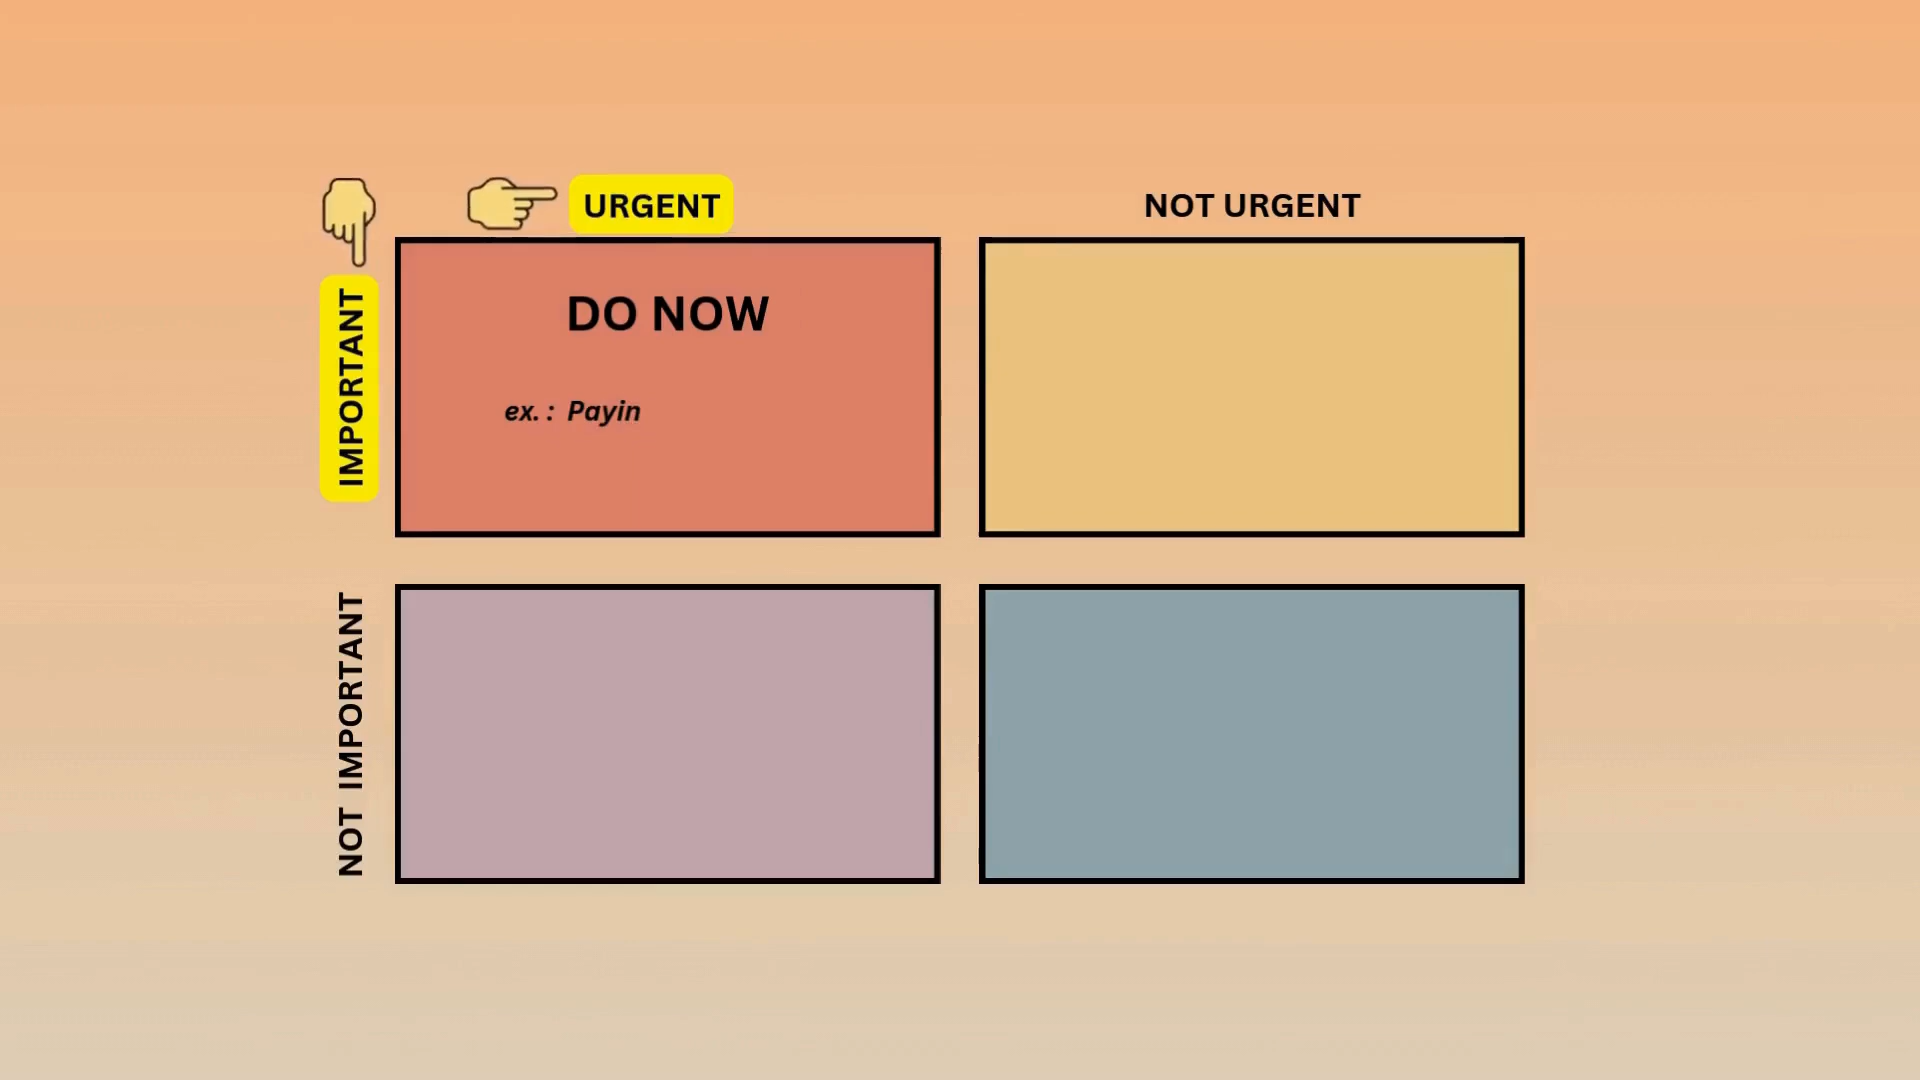 URGENT
NOT URGENT
IMPORTANT
DO NOW
ex. : Payin
NOT IMPORTANT